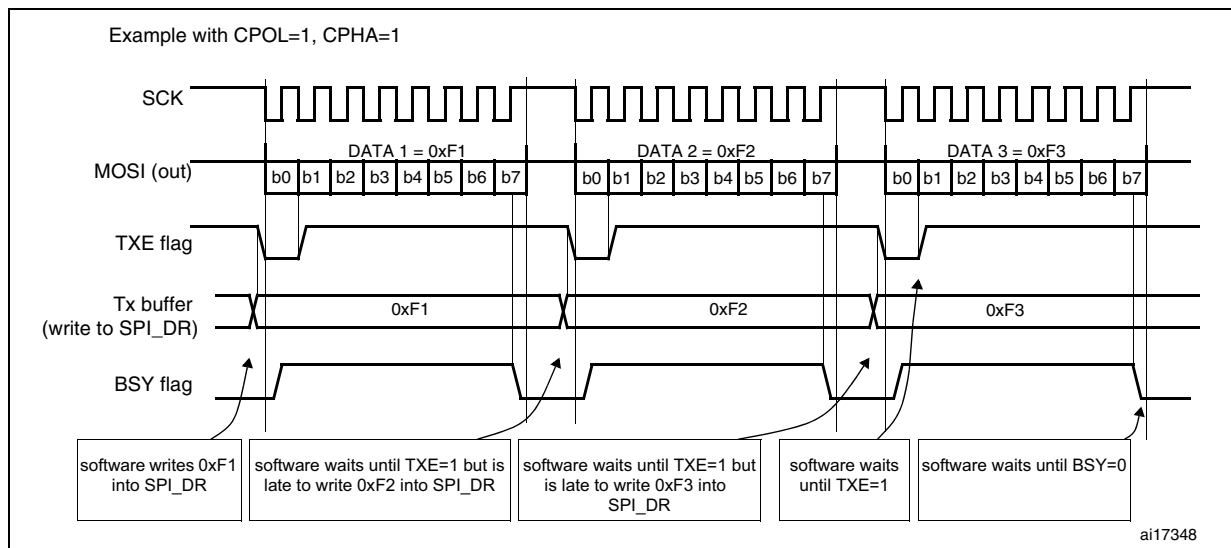 Example with CPOL=1, CPHA=1
SCK
DATA 1 = 0xF1
DATA 2 = 0xF2
DATA 3 = 0xF3
MOSI (out)
b0 b1 b2 b3 b4 b5 b6 b7
b0 b1 b2 b3 b4 b5 b6 b7
b0 b1 b2 b3 b4 b5 b6 b7
TXE flag
Tx buffer
(write to SPI_DR)
0xF1
0xF2
0xF3
BSY flag
software writes 0xF1
into SPI_DR
software waits until TXE=1 but is
late to write 0xF2 into SPI_DR
software waits until TXE=1 but
is late to write 0xF3 into
SPI_DR
software waits
until TXE=1
software waits until BSY=0
ai17348